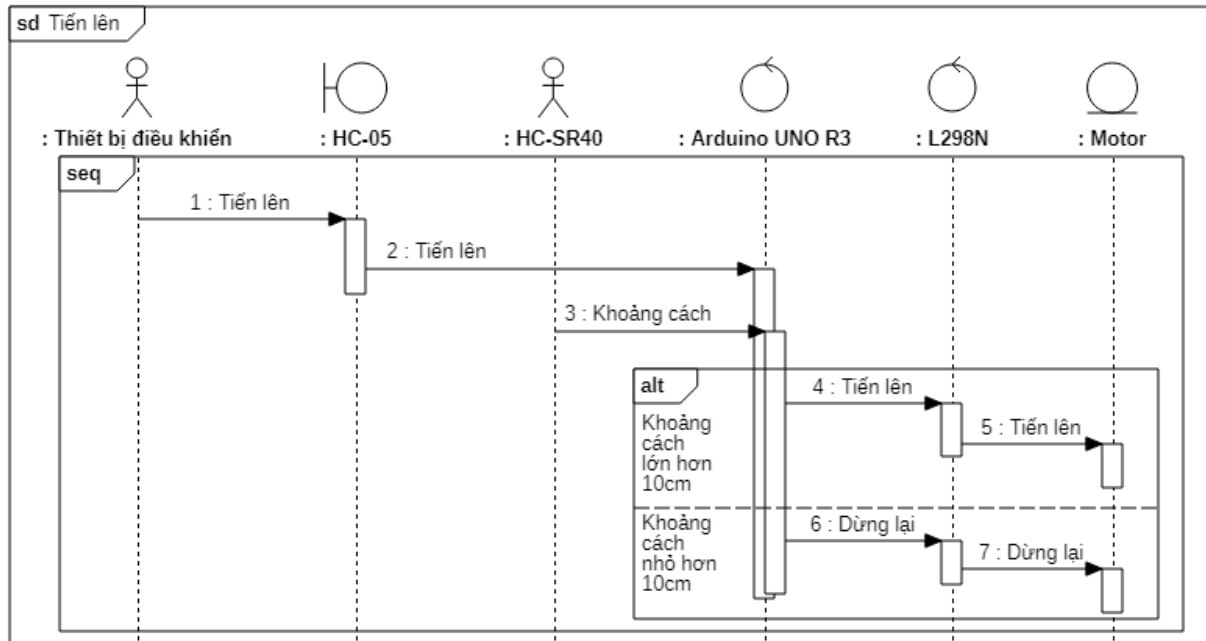 sd Tiến lên
: Thiết bị điều khiển
: HC-05
: HC-SR40
: Arduino UNO R3
: L298N
: Motor
seq
1 : Tiến lên
2 : Tiến lên
3 : Khoảng cách
alt
4 : Tiến lên
Khoảng
cách
lớn hơn
10cm
5 : Tiến lên
Khoảng
cách
nhỏ hơn
10cm
6 : Dừng lại
7 : Dừng lại